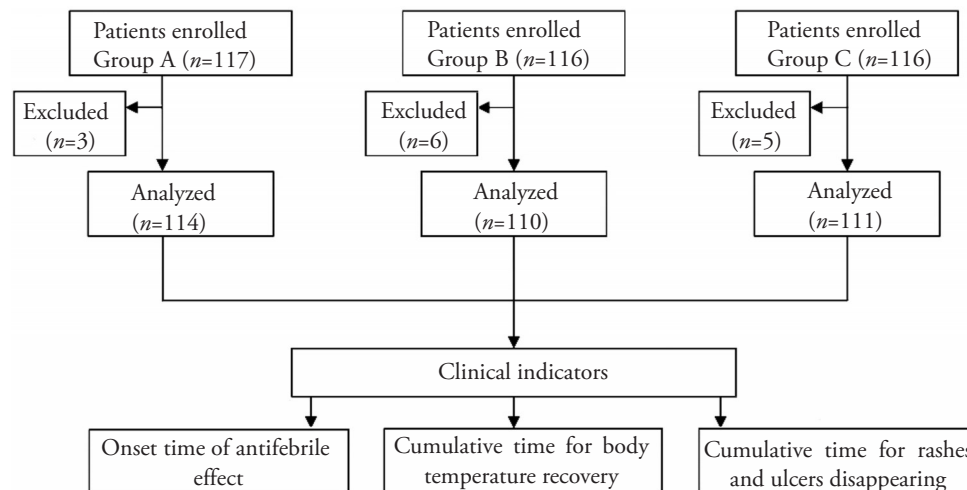 Patients enrolled
Group A (n=117)
Patients enrolled
Group B (n=116)
Patients enrolled
Group C (n=116)
Excluded
(n=3)
Excluded
(n=6)
Excluded
(n=5)
Analyzed
(n=114)
Analyzed
(n=110)
Analyzed
(n=111)
Clinical indicators
Onset time of antifebrile
effect
Cumulative time for body
temperature recovery
Cumulative time for rashes
and ulcers disappearing